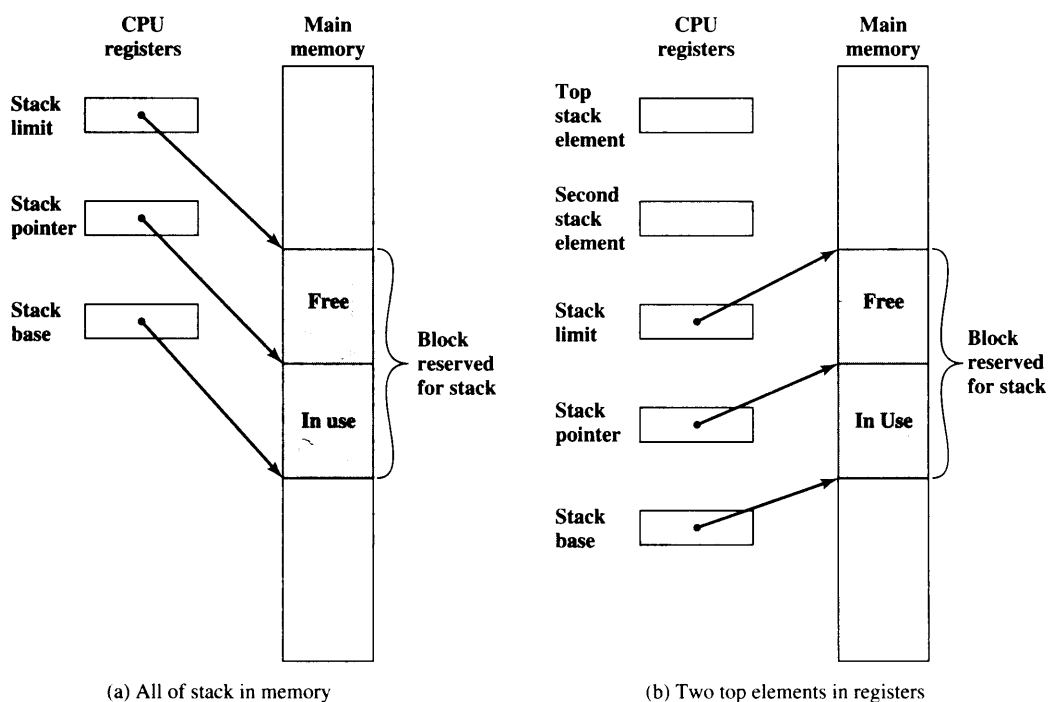 CPU
registers
Main
memory
Stack
limit
Stack
pointer
Stack
base
Free
In use
Block
reserved
for stack
(a) All of stack in memory
CPU
registers
Main
memory
Top
stack
element
Second
stack
element
Stack
limit
Stack
pointer
Stack
base
Free
In Use
Block
reserved
for stack
(b) Two top elements in registers